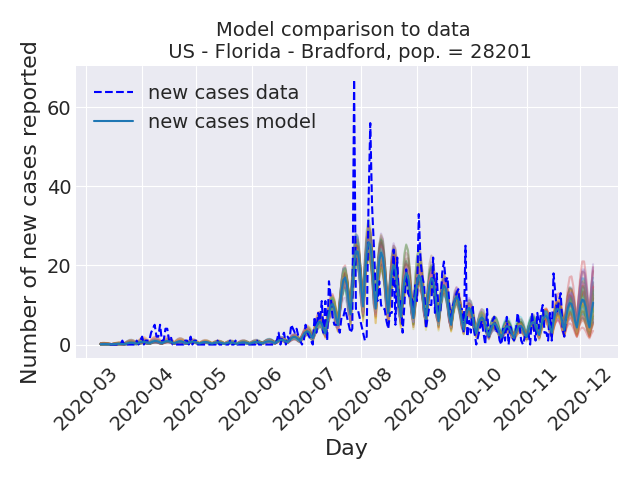 Model comparison to data
US - Florida - Bradford, pop. = 28201
Number of new cases reported
60
40
20
0
new cases data
new cases model
2020-03
2020-04
2020-05
2020-06
2020-07
2020-08
2020-09
2020-10
2020-11
2020-12
Day